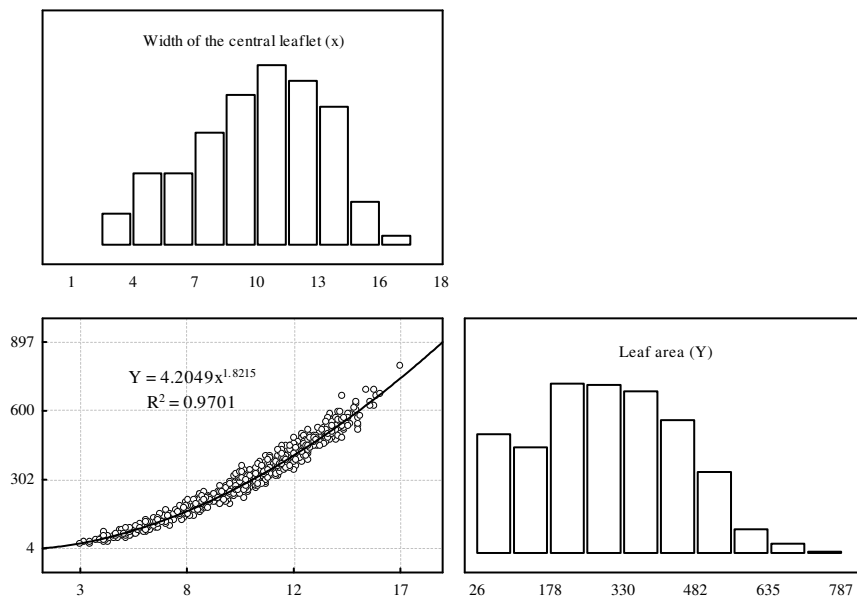 Width of the central leaflet (x)
1 4 7 10 13 16 18
897
600
302
4
Y = 4.2049x^1.8215
R² = 0.9701
3 8 12 17
Leaf area (Y)
26 178 330 482 635 787